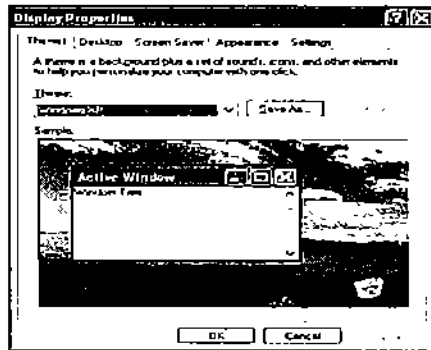 Display Properties
Themes Desktop Screen Saver Appearance Settings
A theme is a background plus a set of sounds, icons, and other elements
to help you personalize your computer with one click.
Theme:
Windows XP
Save As...
Sample:
Active Window
Window Text
OK Cancel